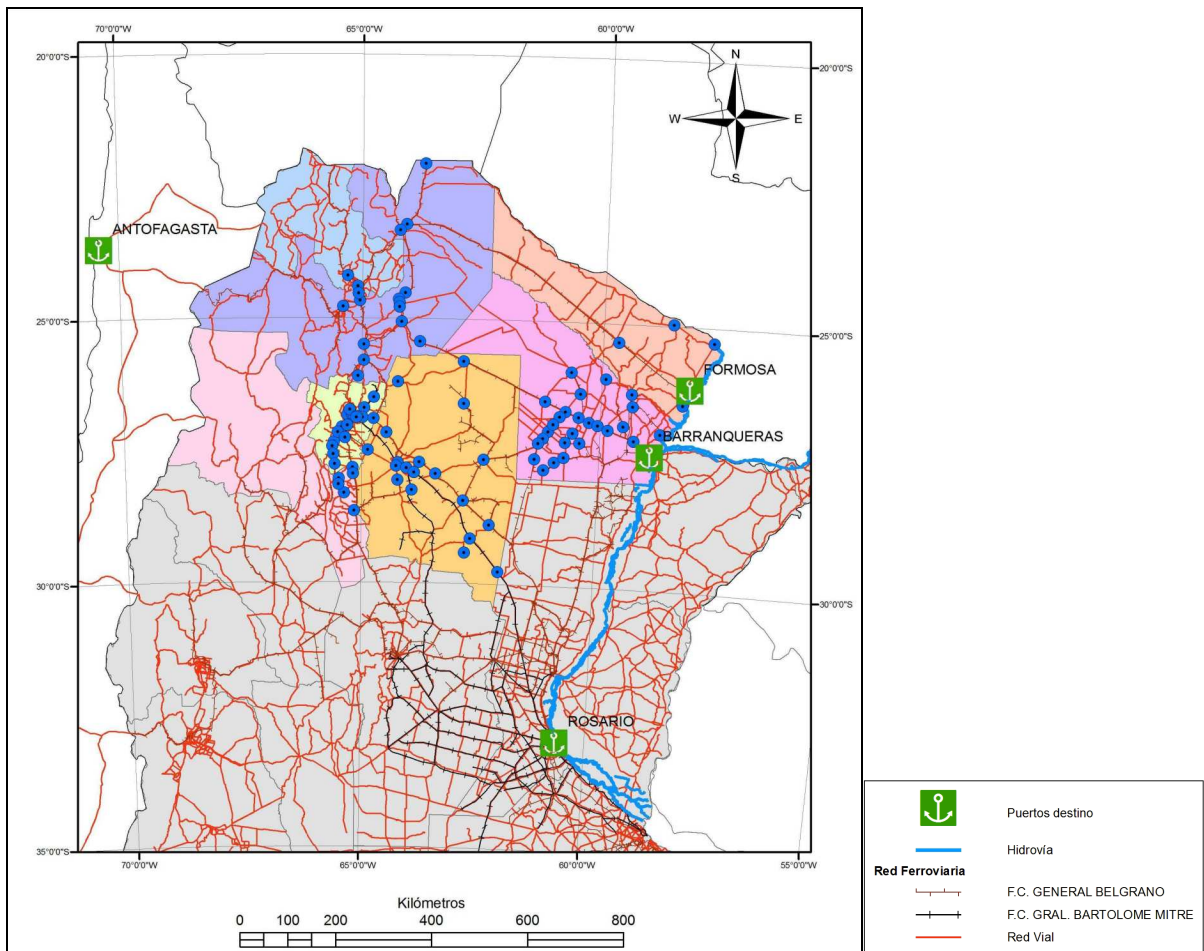 70°0'0"W 65°0'0"W 60°0'0"W
20°0'0"S
20°0'0"S
N
W E
S
ANTOFAGASTA
25°0'0"S
25°0'0"S
FORMOSA
BARRANQUERAS
30°0'0"S
30°0'0"S
ROSARIO
35°0'0"S
70°0'0"W 65°0'0"W 60°0'0"W 55°0'0"W
Kilómetros
0 100 200 400 600 800
Puertos destino
Hidrovía
Red Ferroviaria
F.C. GENERAL BELGRANO
F.C. GRAL. BARTOLOME MITRE
Red Vial